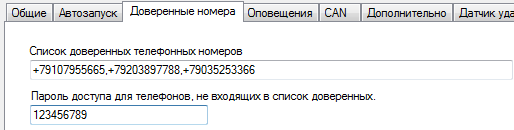 Общие Автозапуск Доверенные номера Оповещения CAN Дополнительно Датчик уда
Список доверенных телефонных номеров
+79107955665,+79203897788,+79035253366
Пароль доступа для телефонов, не входящих в список доверенных.
123456789